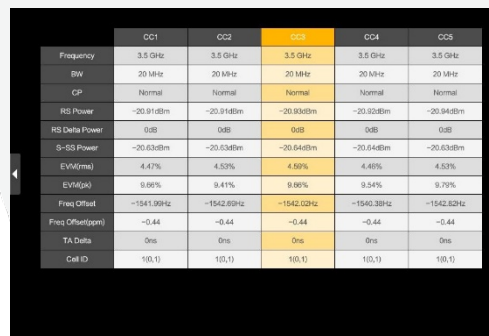 CC1 CC2 CC3 CC4 CC5
Frequency 3.5 GHz 3.5 GHz 3.5 GHz 3.5 GHz 3.5 GHz
BW 20 MHz 20 MHz 20 MHz 20 MHz 20 MHz
CP Normal Normal Normal Normal Normal
RS Power -20.91dBm -20.91dBm -20.93dBm -20.92dBm -20.94dBm
RS Delta Power 0dB 0dB 0dB 0dB 0dB
S-SS Power -20.63dBm -20.63dBm -20.64dBm -20.64dBm -20.63dBm
EVM(rms) 4.47% 4.53% 4.59% 4.46% 4.53%
EVM(pk) 9.66% 9.41% 9.66% 9.54% 9.79%
Freq Offset -1541.99Hz -1542.69Hz -1542.02Hz -1540.38Hz -1542.82Hz
Freq Offset(ppm) -0.44 -0.44 -0.44 -0.44 -0.44
TA Delta 0ns 0ns 0ns 0ns 0ns
Cell ID 1(0,1) 1(0,1) 1(0,1) 1(0,1) 1(0,1)